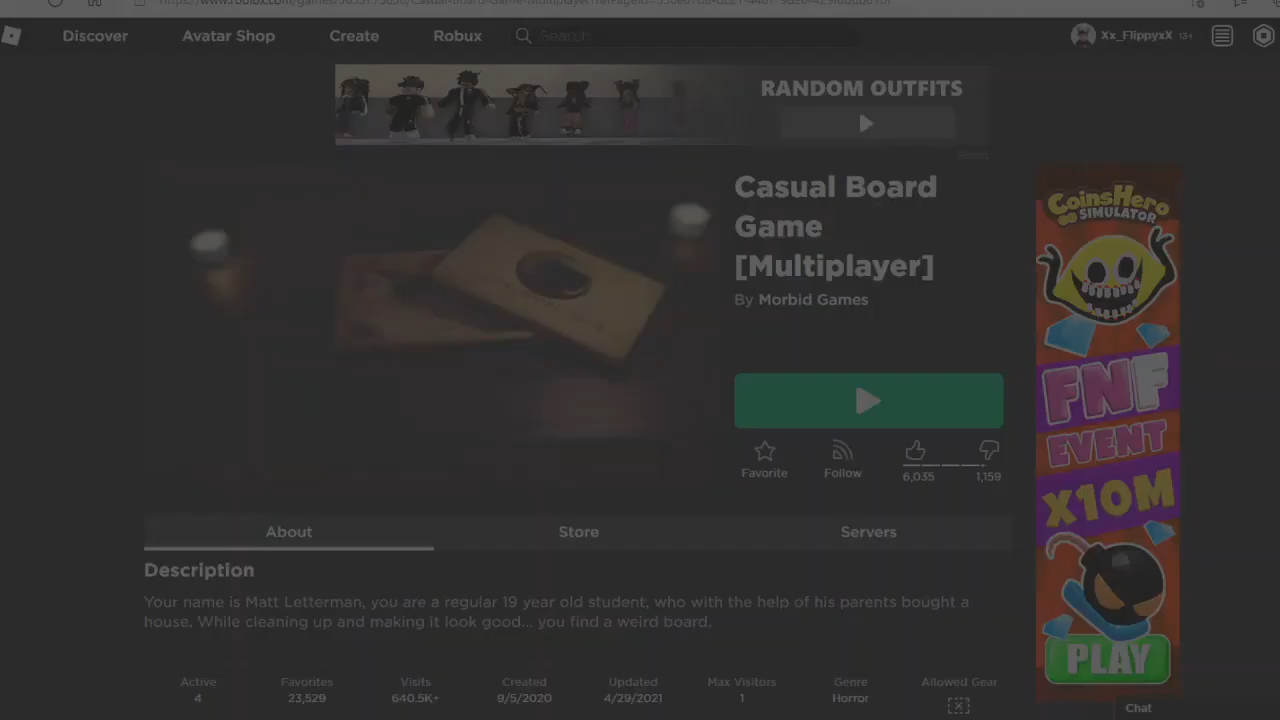 Discover Avatar Shop Create Robux Search Xx_FlippyxX 13+
RANDOM OUTFITS
Casual Board
Game
[Multiplayer]
By Morbid Games
Favorite Follow 6,035 1,159
About Store Servers
Description
Your name is Matt Letterman, you are a regular 19 year old student, who with the help of his parents bought a
house. While cleaning up and making it look good... you find a weird board.
Active Favorites Visits Created Updated Max Visitors Genre Allowed Gear
4 23,529 640.5K+ 9/5/2020 4/29/2021 1 Horror
CoinsHero
SIMULATOR
FNF
EVENT
X10M
PLAY
Chat